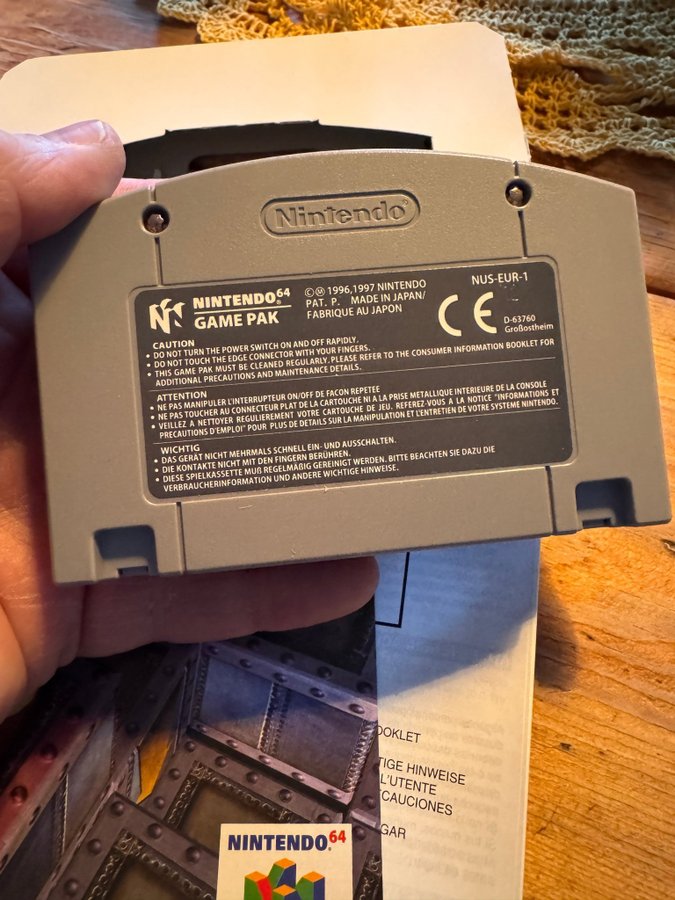 Nintendo®
NINTENDO®64
GAME PAK
©Ⓜ 1996,1997 NINTENDO
PAT. P. MADE IN JAPAN/
FABRIQUE AU JAPON
NUS-EUR-1
CE
D-63760
Großostheim
CAUTION
• DO NOT TURN THE POWER SWITCH ON AND OFF RAPIDLY.
• DO NOT TOUCH THE EDGE CONNECTOR WITH YOUR FINGERS.
• THIS GAME PAK MUST BE CLEANED REGULARLY. PLEASE REFER TO THE CONSUMER INFORMATION BOOKLET FOR
ADDITIONAL PRECAUTIONS AND MAINTENANCE DETAILS.
ATTENTION
• NE PAS MANIPULER L'INTERRUPTEUR ON/OFF DE FACON REPETEE
• NE PAS TOUCHER AU CONNECTEUR PLAT DE LA CARTOUCHE NI A LA PRISE METALLIQUE INTERIEURE DE LA CONSOLE
• VEILLEZ A NETTOYER REGULIEREMENT VOTRE CARTOUCHE DE JEU. REFEREZ-VOUS A LA NOTICE "INFORMATIONS ET
PRECAUTIONS D'EMPLOI" POUR PLUS DE DETAILS SUR LA MANIPULATION ET L'ENTRETIEN DE VOTRE SYSTEME NINTENDO.
WICHTIG
• DAS GERÄT NICHT MEHRMALS SCHNELL EIN- UND AUSSCHALTEN.
• DIE KONTAKTE NICHT MIT DEN FINGERN BERÜHREN.
• DIESE SPIELKASSETTE MUß REGELMÄßIG GEREINIGT WERDEN. BITTE BEACHTEN SIE DAZU DIE
VERBRAUCHERINFORMATION UND ANDERE WICHTIGE HINWEISE.
OOKLET
TIGE HINWEISE
L'UTENTE
CAUCIONES
GAR
NINTENDO®64